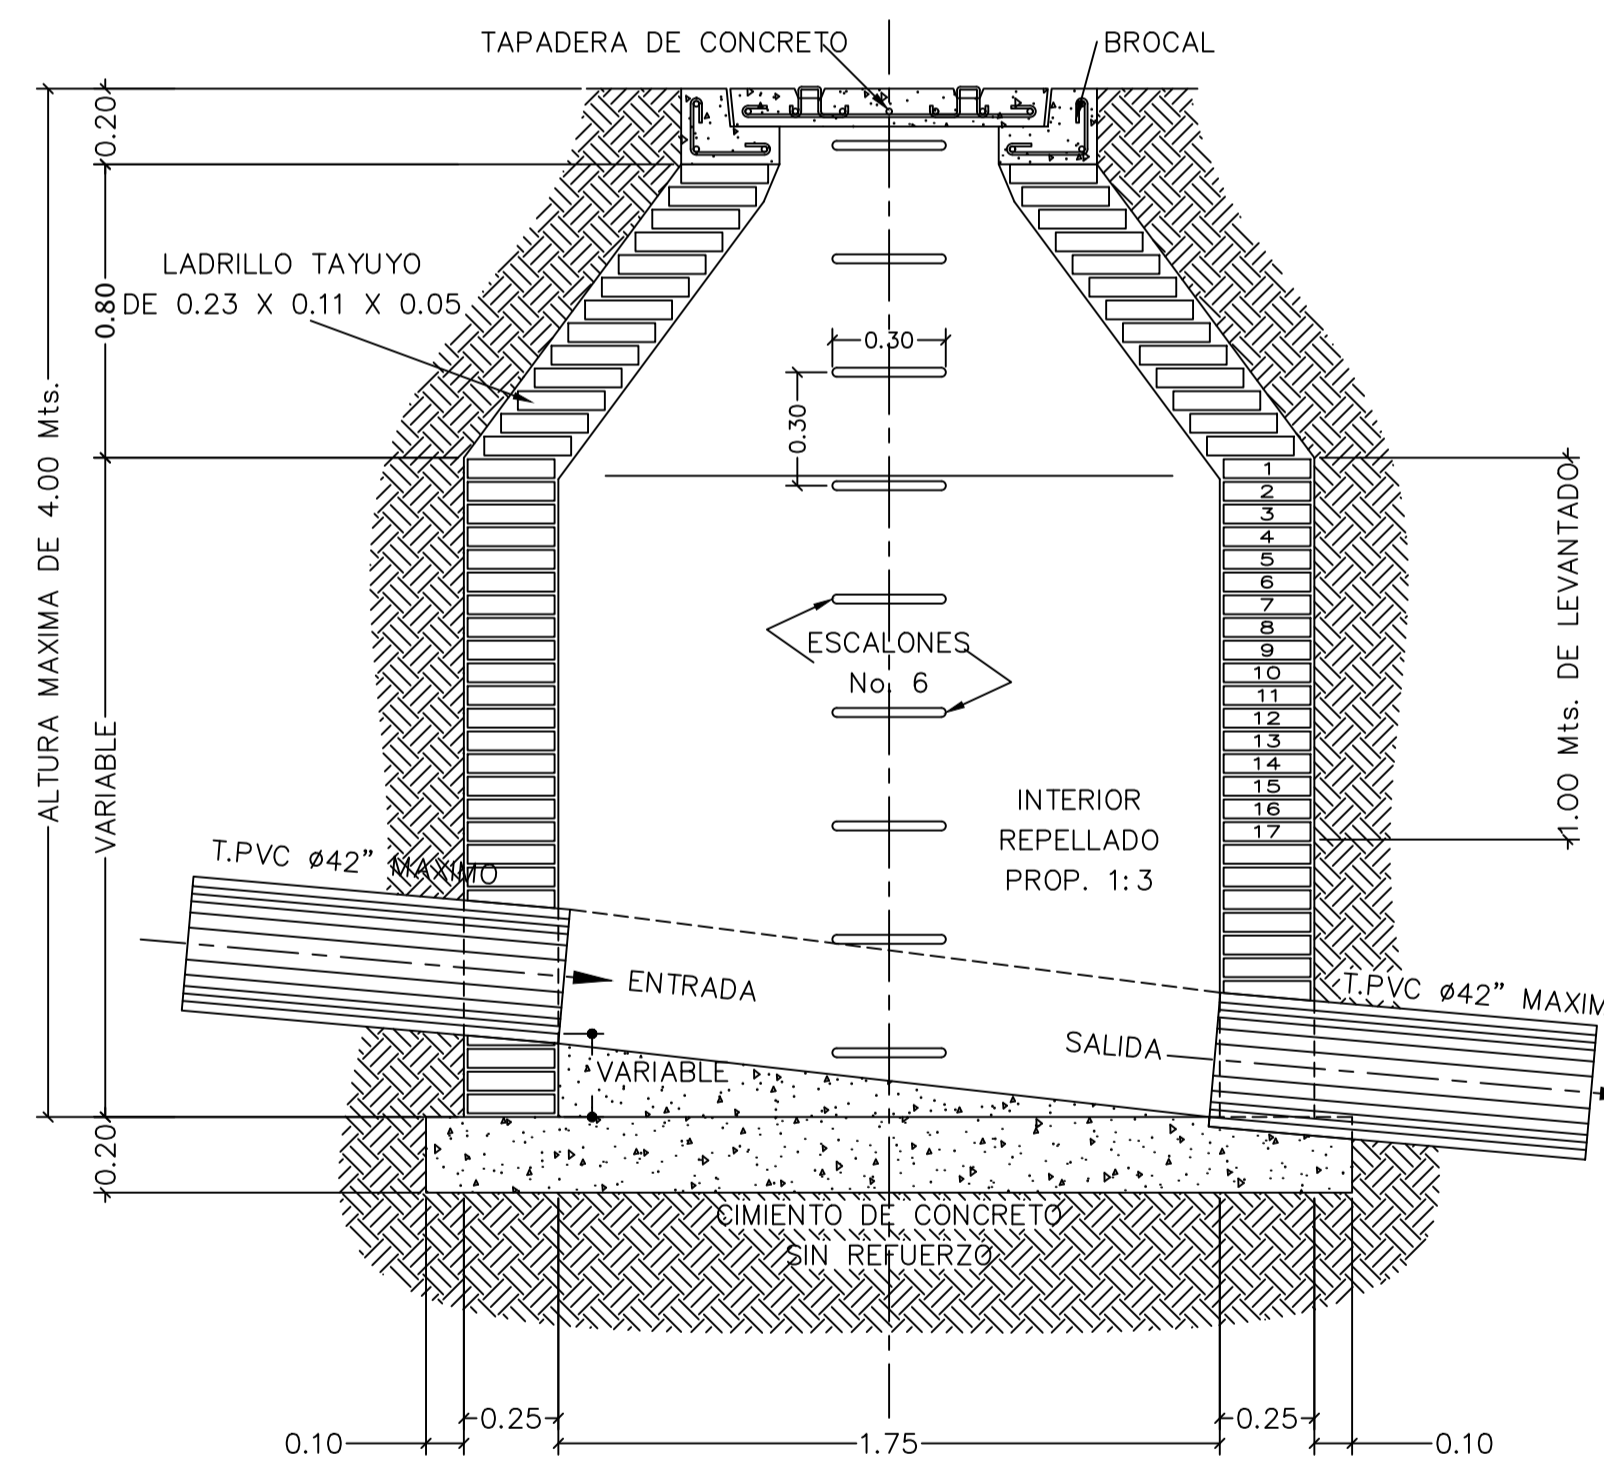 TAPADERA DE CONCRETO
BROCAL
0.20
LADRILLO TAYUYO
DE 0.23 X 0.11 X 0.05
0.80
0.30
0.30
ALTURA MAXIMA DE 4.00 Mts.
VARIABLE
1
2
3
4
5
6
7
8
9
10
11
12
13
14
15
16
17
1.00 Mts. DE LEVANTADO
ESCALONES
No. 6
INTERIOR
REPELLADO
PROP. 1:3
T.PVC ø42” MAXIMO
ENTRADA
T.PVC ø42” MAXIM
SALIDA
VARIABLE
0.20
CIMIENTO DE CONCRETO
SIN REFUERZO
0.25
0.25
0.10
1.75
0.10